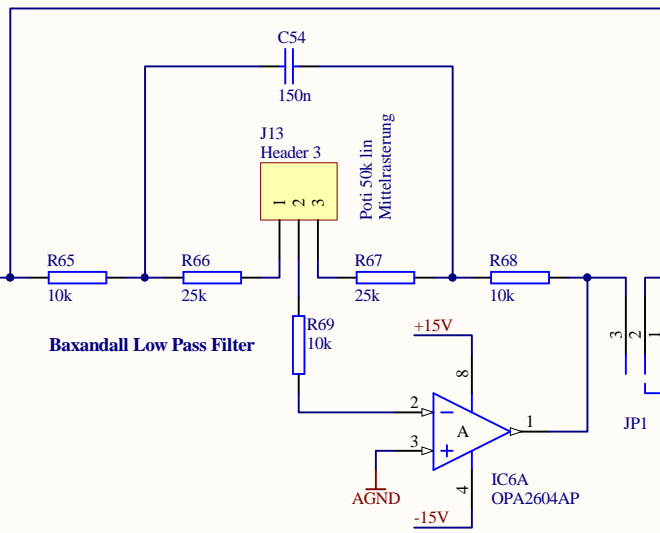 C54
150n
J13
Header 3
1
2
3
Poti 50k lin
Mittelrasterung
R65
10k
R66
25k
R67
25k
R68
10k
R69
10k
Baxandall Low Pass Filter
+15V
8
2
3
A
1
4
AGND
-15V
IC6A
OPA2604AP
3
2
1
JP1